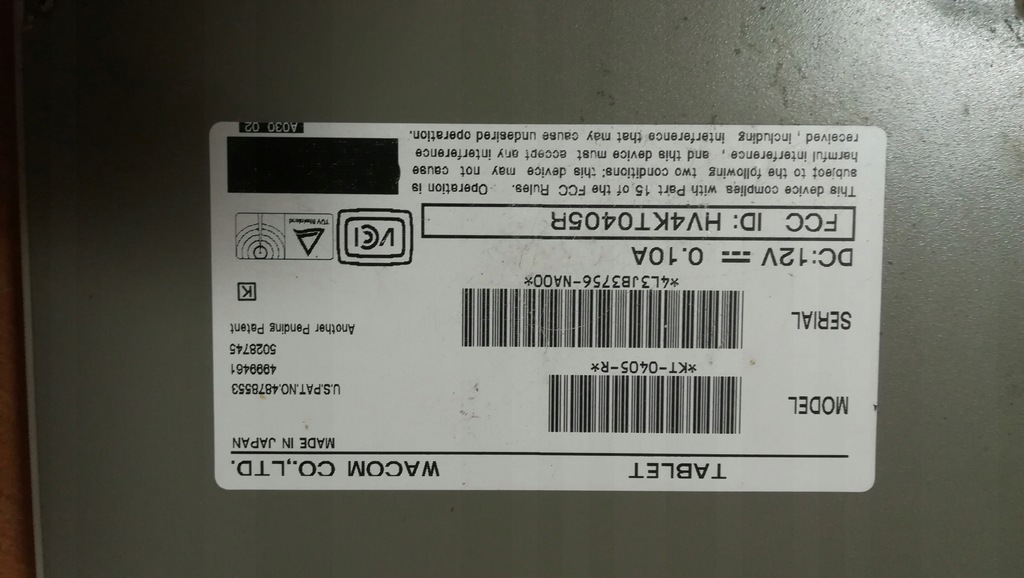 TABLET WACOM CO.,LTD.
MADE IN JAPAN
MODEL
*KT-0405-R*
U.S.PAT.NO.4878553
4999461
5028745
Another Pending Patent
SERIAL
*4L3JB3756-NA00*
K
DC:12V 0.10A
FCC ID: HV4KT0405R
VCI
TÜV Rheinland
This device complies with Part 15 of the FCC Rules. Operation is
subject to the following two conditions: this device may not cause
harmful interference , and this device must accept any interference
received , including interference that may cause undesired operation.
A030 02